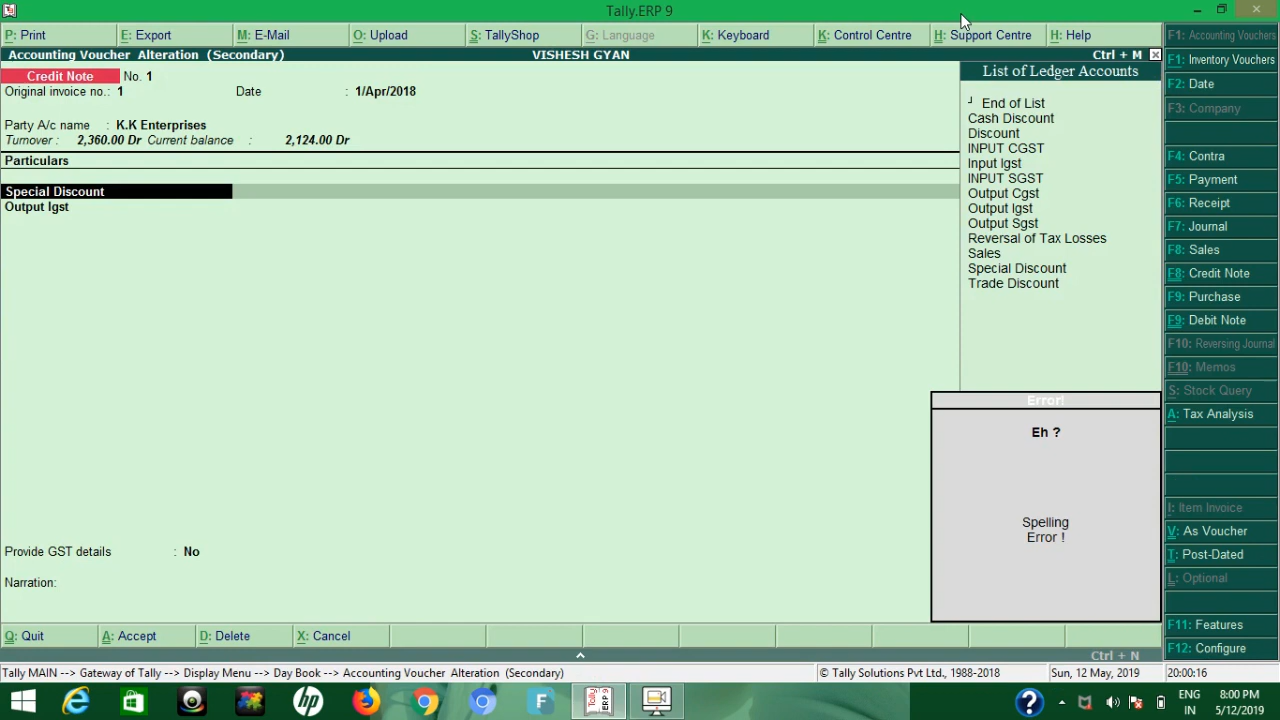 Tally.ERP 9
P: Print
E: Export
M: E-Mail
O: Upload
S: TallyShop
G: Language
K: Keyboard
K: Control Centre
H: Support Centre
H: Help
Accounting Voucher Alteration (Secondary)
VISHESH GYAN
Ctrl + M
Credit Note No. 1
Original invoice no.: 1
Date : 1/Apr/2018
Party A/c name : K.K Enterprises
Turnover : 2,360.00 Dr Current balance : 2,124.00 Dr
Particulars
Special Discount
Output Igst
Provide GST details : No
Narration:
List of Ledger Accounts
┘ End of List
Cash Discount
Discount
INPUT CGST
Input Igst
INPUT SGST
Output Cgst
Output Igst
Output Sgst
Reversal of Tax Losses
Sales
Special Discount
Trade Discount
Error!
Eh ?
Spelling
Error !
F1: Accounting Vouchers
F1: Inventory Vouchers
F2: Date
F3: Company
F4: Contra
F5: Payment
F6: Receipt
F7: Journal
F8: Sales
F8: Credit Note
F9: Purchase
F9: Debit Note
F10: Reversing Journal
F10: Memos
S: Stock Query
A: Tax Analysis
I: Item Invoice
V: As Voucher
T: Post-Dated
L: Optional
F11: Features
F12: Configure
Q: Quit
A: Accept
D: Delete
X: Cancel
Ctrl + N
Tally MAIN --> Gateway of Tally --> Display Menu --> Day Book --> Accounting Voucher Alteration (Secondary)
© Tally Solutions Pvt Ltd., 1988-2018
Sun, 12 May, 2019
20:00:16
hp
F
Tally
ERP 9
?
ENG
IN
8:00 PM
5/12/2019